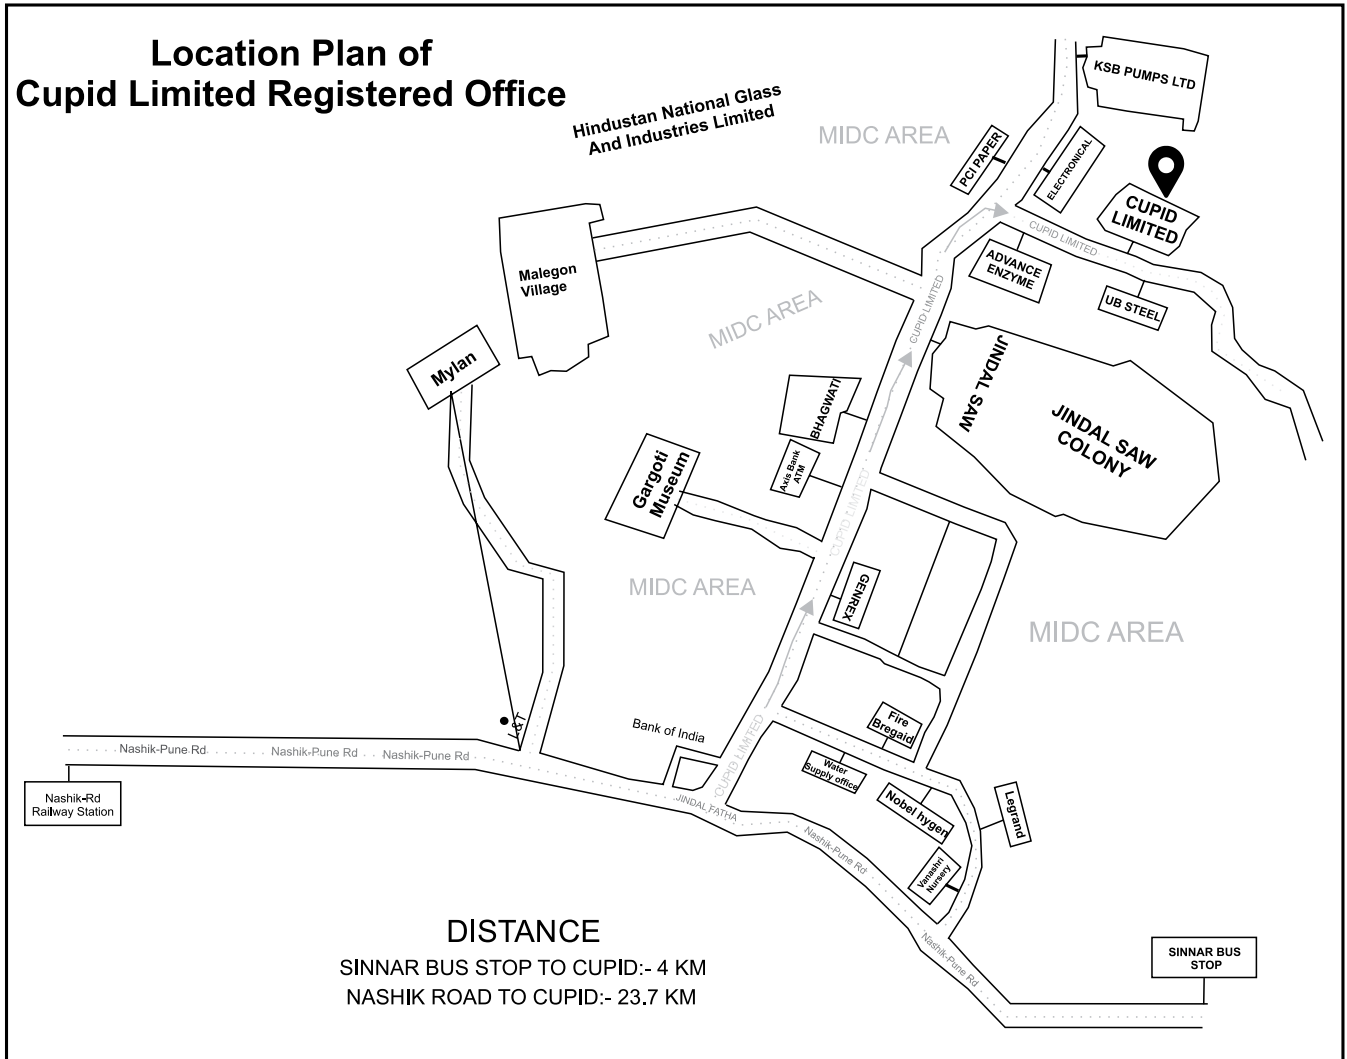 Location Plan of
Cupid Limited Registered Office
Hindustan National Glass
And Industries Limited
MIDC AREA
KSB PUMPS LTD
PCI PAPER
ELECTRONICAL
CUPID
LIMITED
CUPID LIMITED
ADVANCE
ENZYME
UB STEEL
Malegon
Village
MIDC AREA
CUPID LIMITED
JINDAL SAW
JINDAL SAW
COLONY
Mylan
BHAGWATI
Axis Bank
ATM
Gargoti
Museum
CUPID LIMITED
MIDC AREA
GENREX
MIDC AREA
L&T
Bank of India
CUPID LIMITED
Fire
Bregaid
Water
Supply office
Nobel hygen
Legrand
Vanashri
Nursery
Nashik-Pune Rd
Nashik-Pune Rd
Nashik-Pune Rd
JINDAL FATHA
Nashik-Pune Rd
Nashik-Pune Rd
Nashik-Rd
Railway Station
DISTANCE
SINNAR BUS STOP TO CUPID:- 4 KM
NASHIK ROAD TO CUPID:- 23.7 KM
SINNAR BUS
STOP